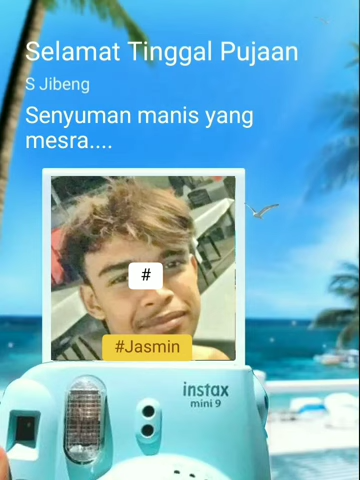 Selamat Tinggal Pujaan
S Jibeng
Senyuman manis yang
mesra....
#
#Jasmin
instax
mini 9